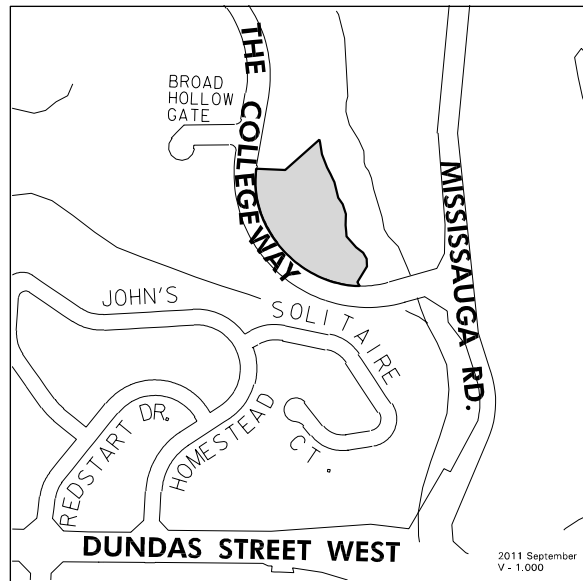 THE COLLEGEWAY
BROAD
HOLLOW
GATE
MISSISSAUGA RD.
JOHN'S
SOLITAIRE
CT.
REDSTART DR.
HOMESTEAD
DUNDAS STREET WEST
2011 September
V - 1.000